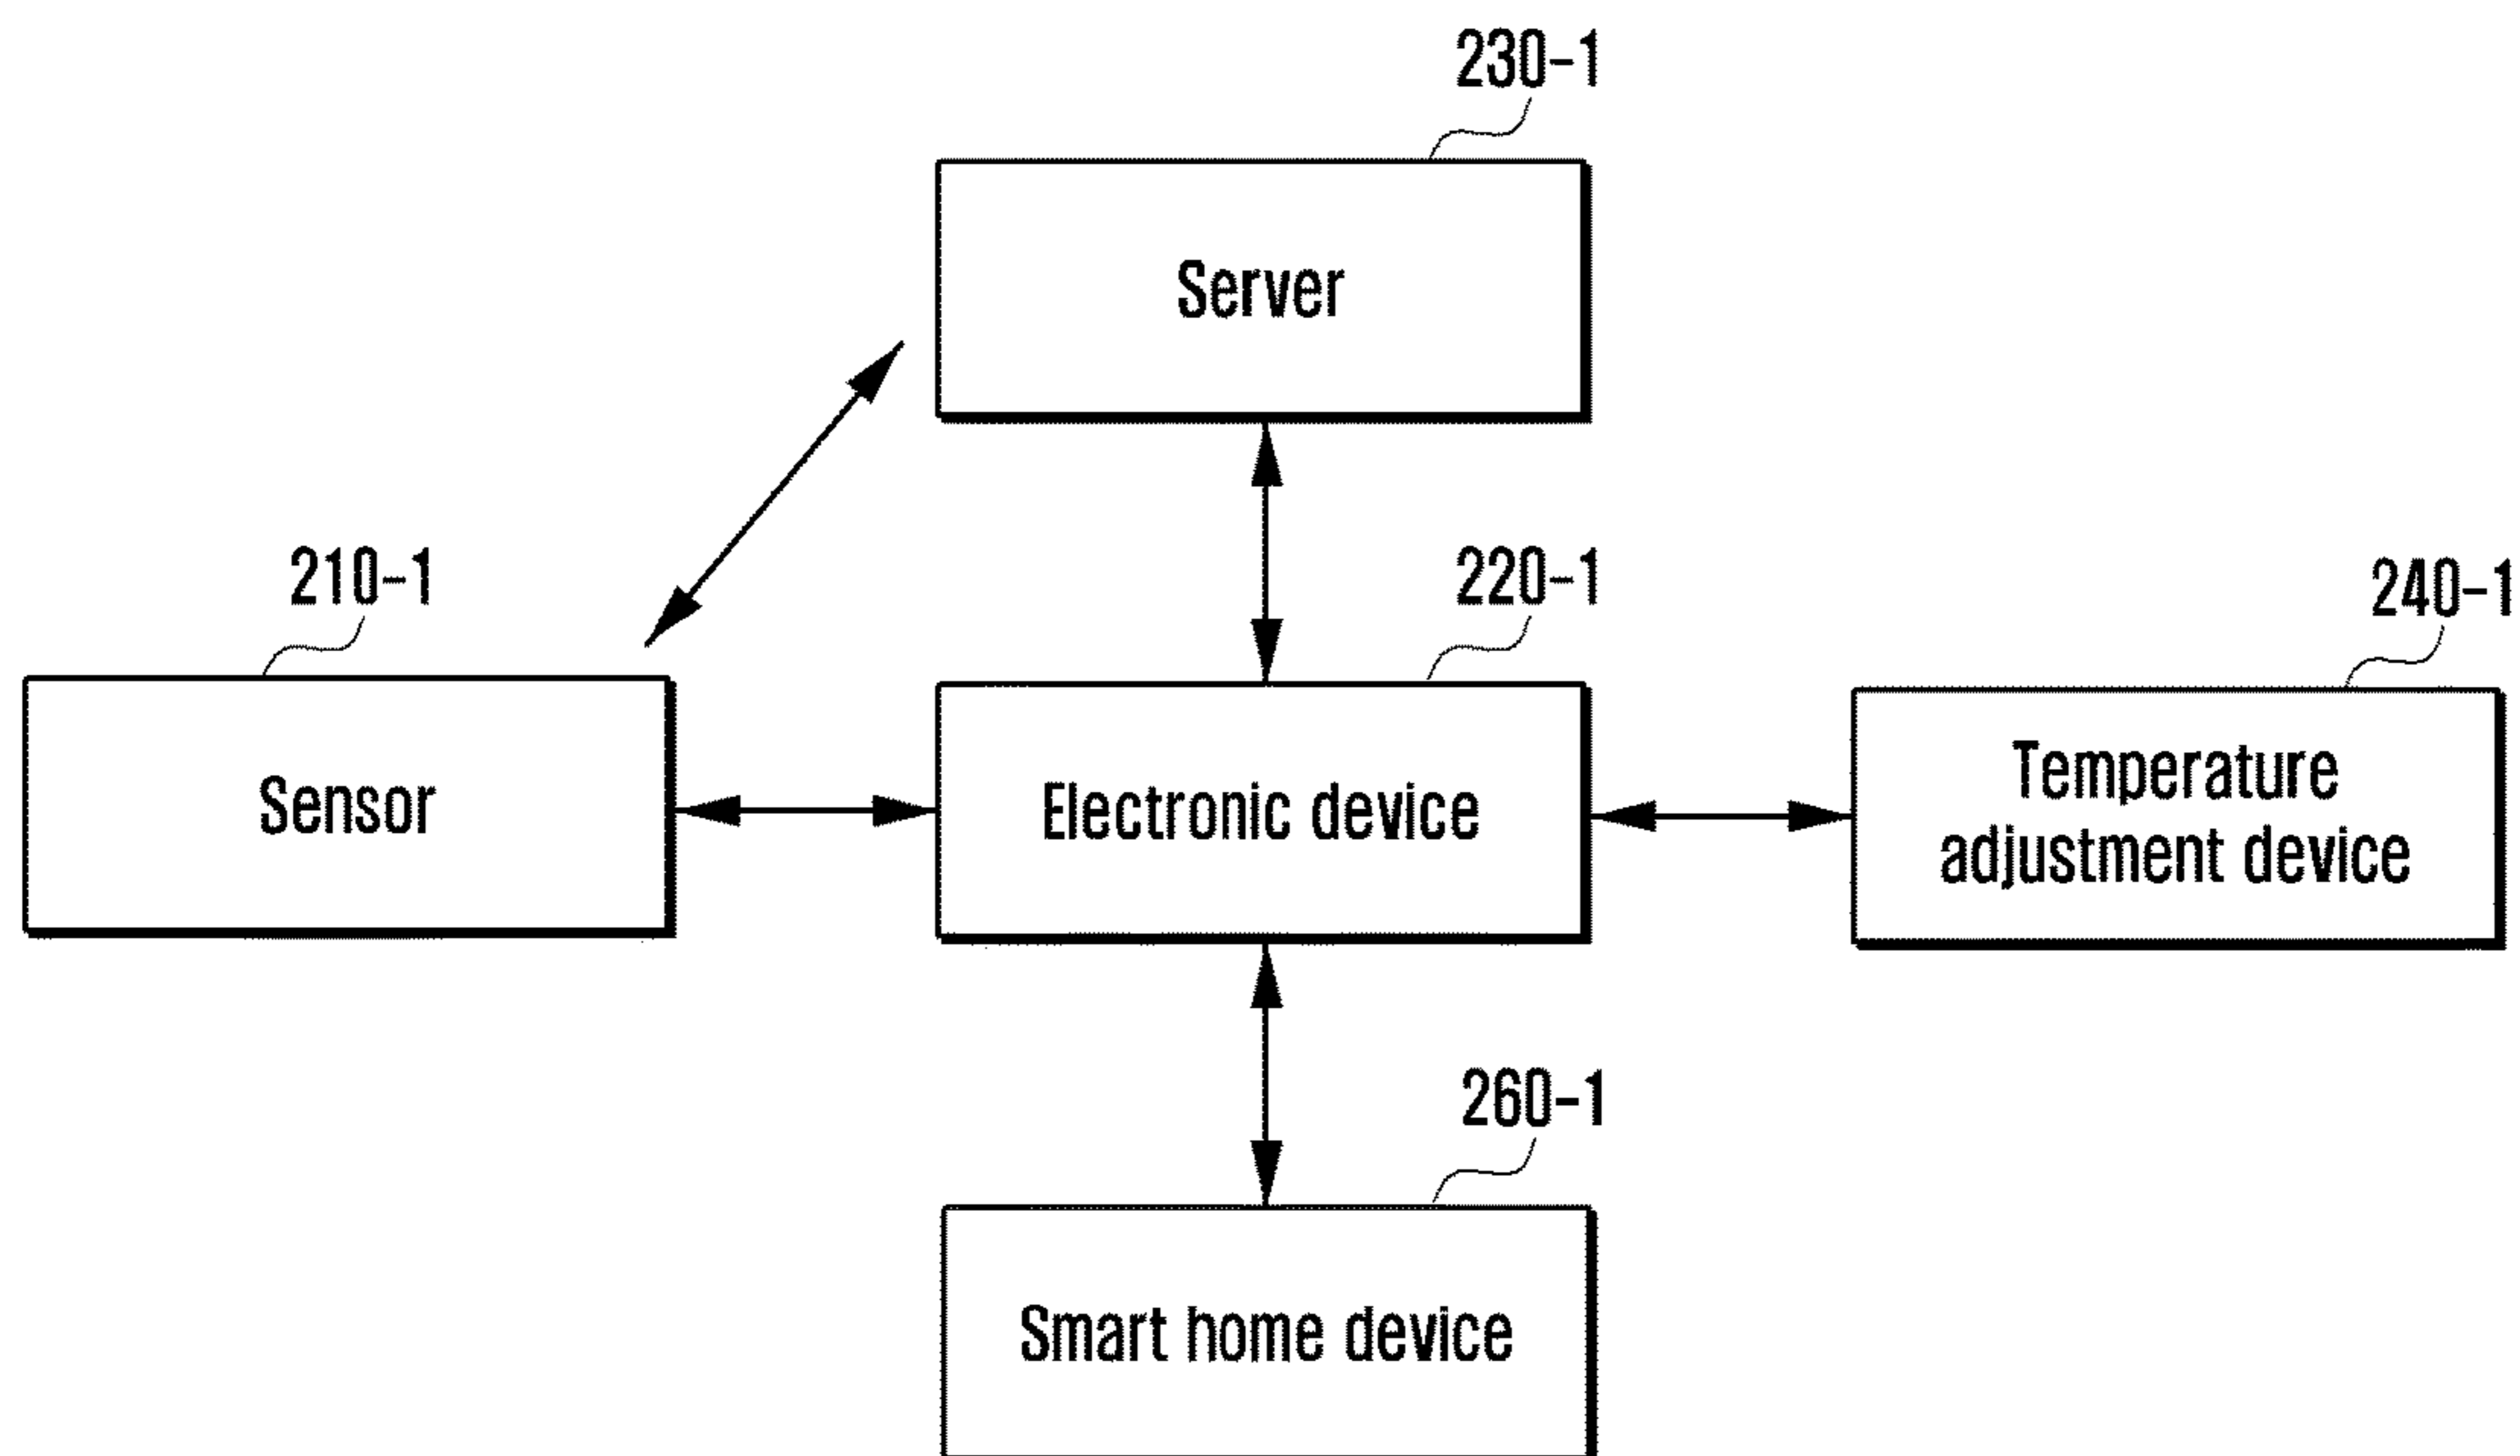 230-1
Server
210-1
220-1
240-1
Sensor
Electronic device
Temperature
adjustment device
260-1
Smart home device